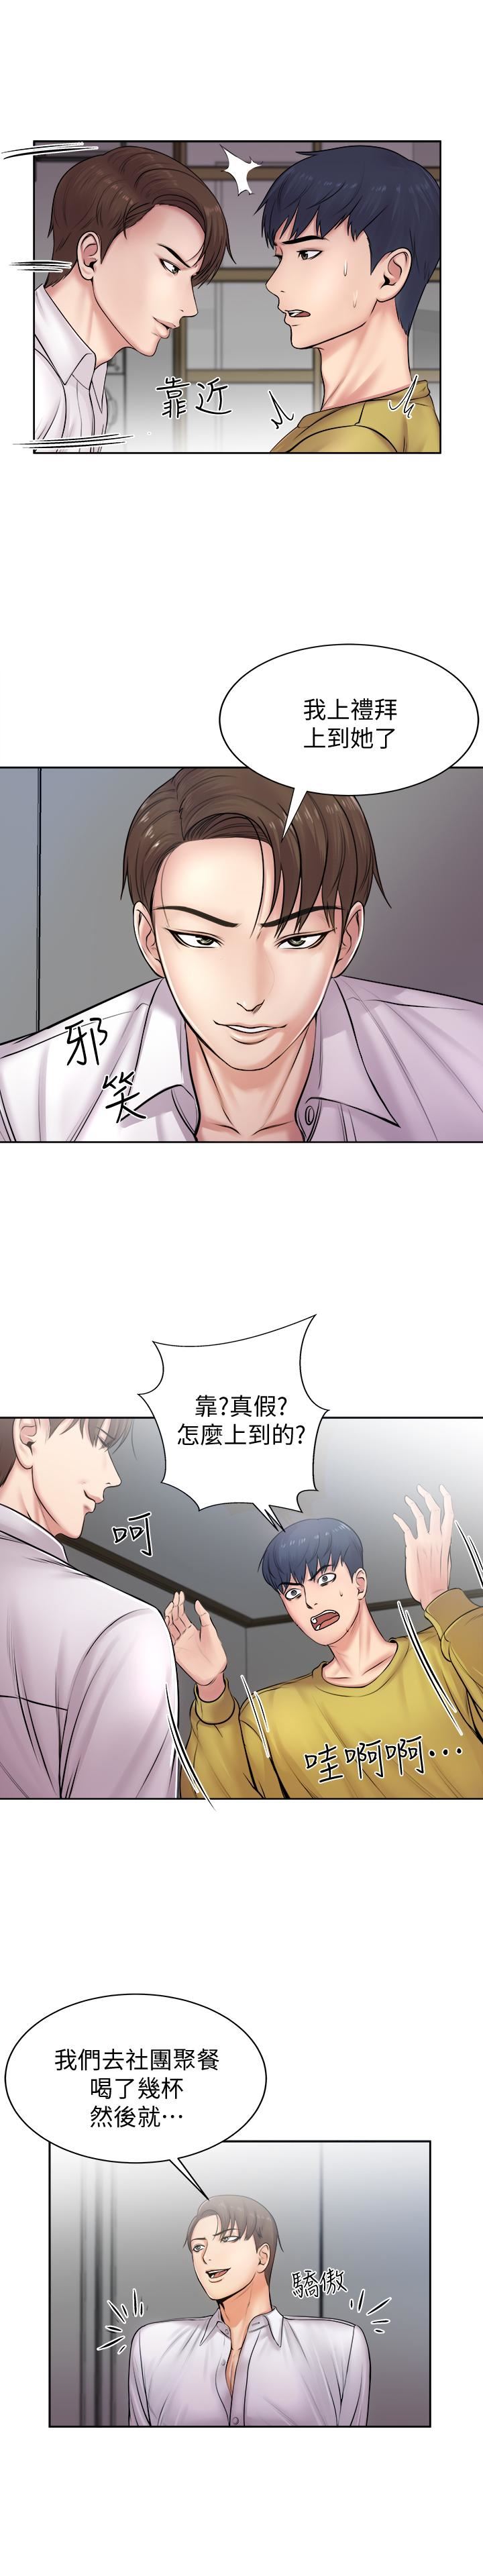 靠近
我上禮拜
上到她了
邪
笑
靠?真假?
怎麼上到的?
呵
哇啊啊…
我們去社團聚餐
喝了幾杯
然後就…
驕傲